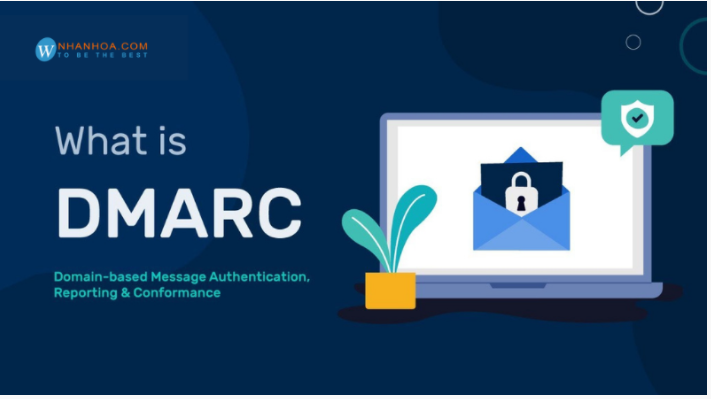 W NHANHOA.COM
TO BE THE BEST
What is
DMARC
Domain-based Message Authentication,
Reporting & Conformance